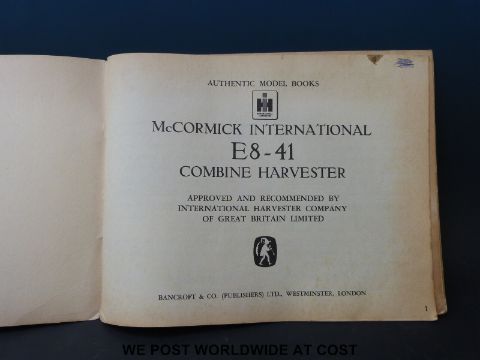 AUTHENTIC MODEL BOOKS
IH
McCORMICK INTERNATIONAL
E8-41
COMBINE HARVESTER
APPROVED AND RECOMMENDED BY
INTERNATIONAL HARVESTER COMPANY
OF GREAT BRITAIN LIMITED
BANCROFT & CO. (PUBLISHERS) LTD., WESTMINSTER, LONDON
1
WE POST WORLDWIDE AT COST